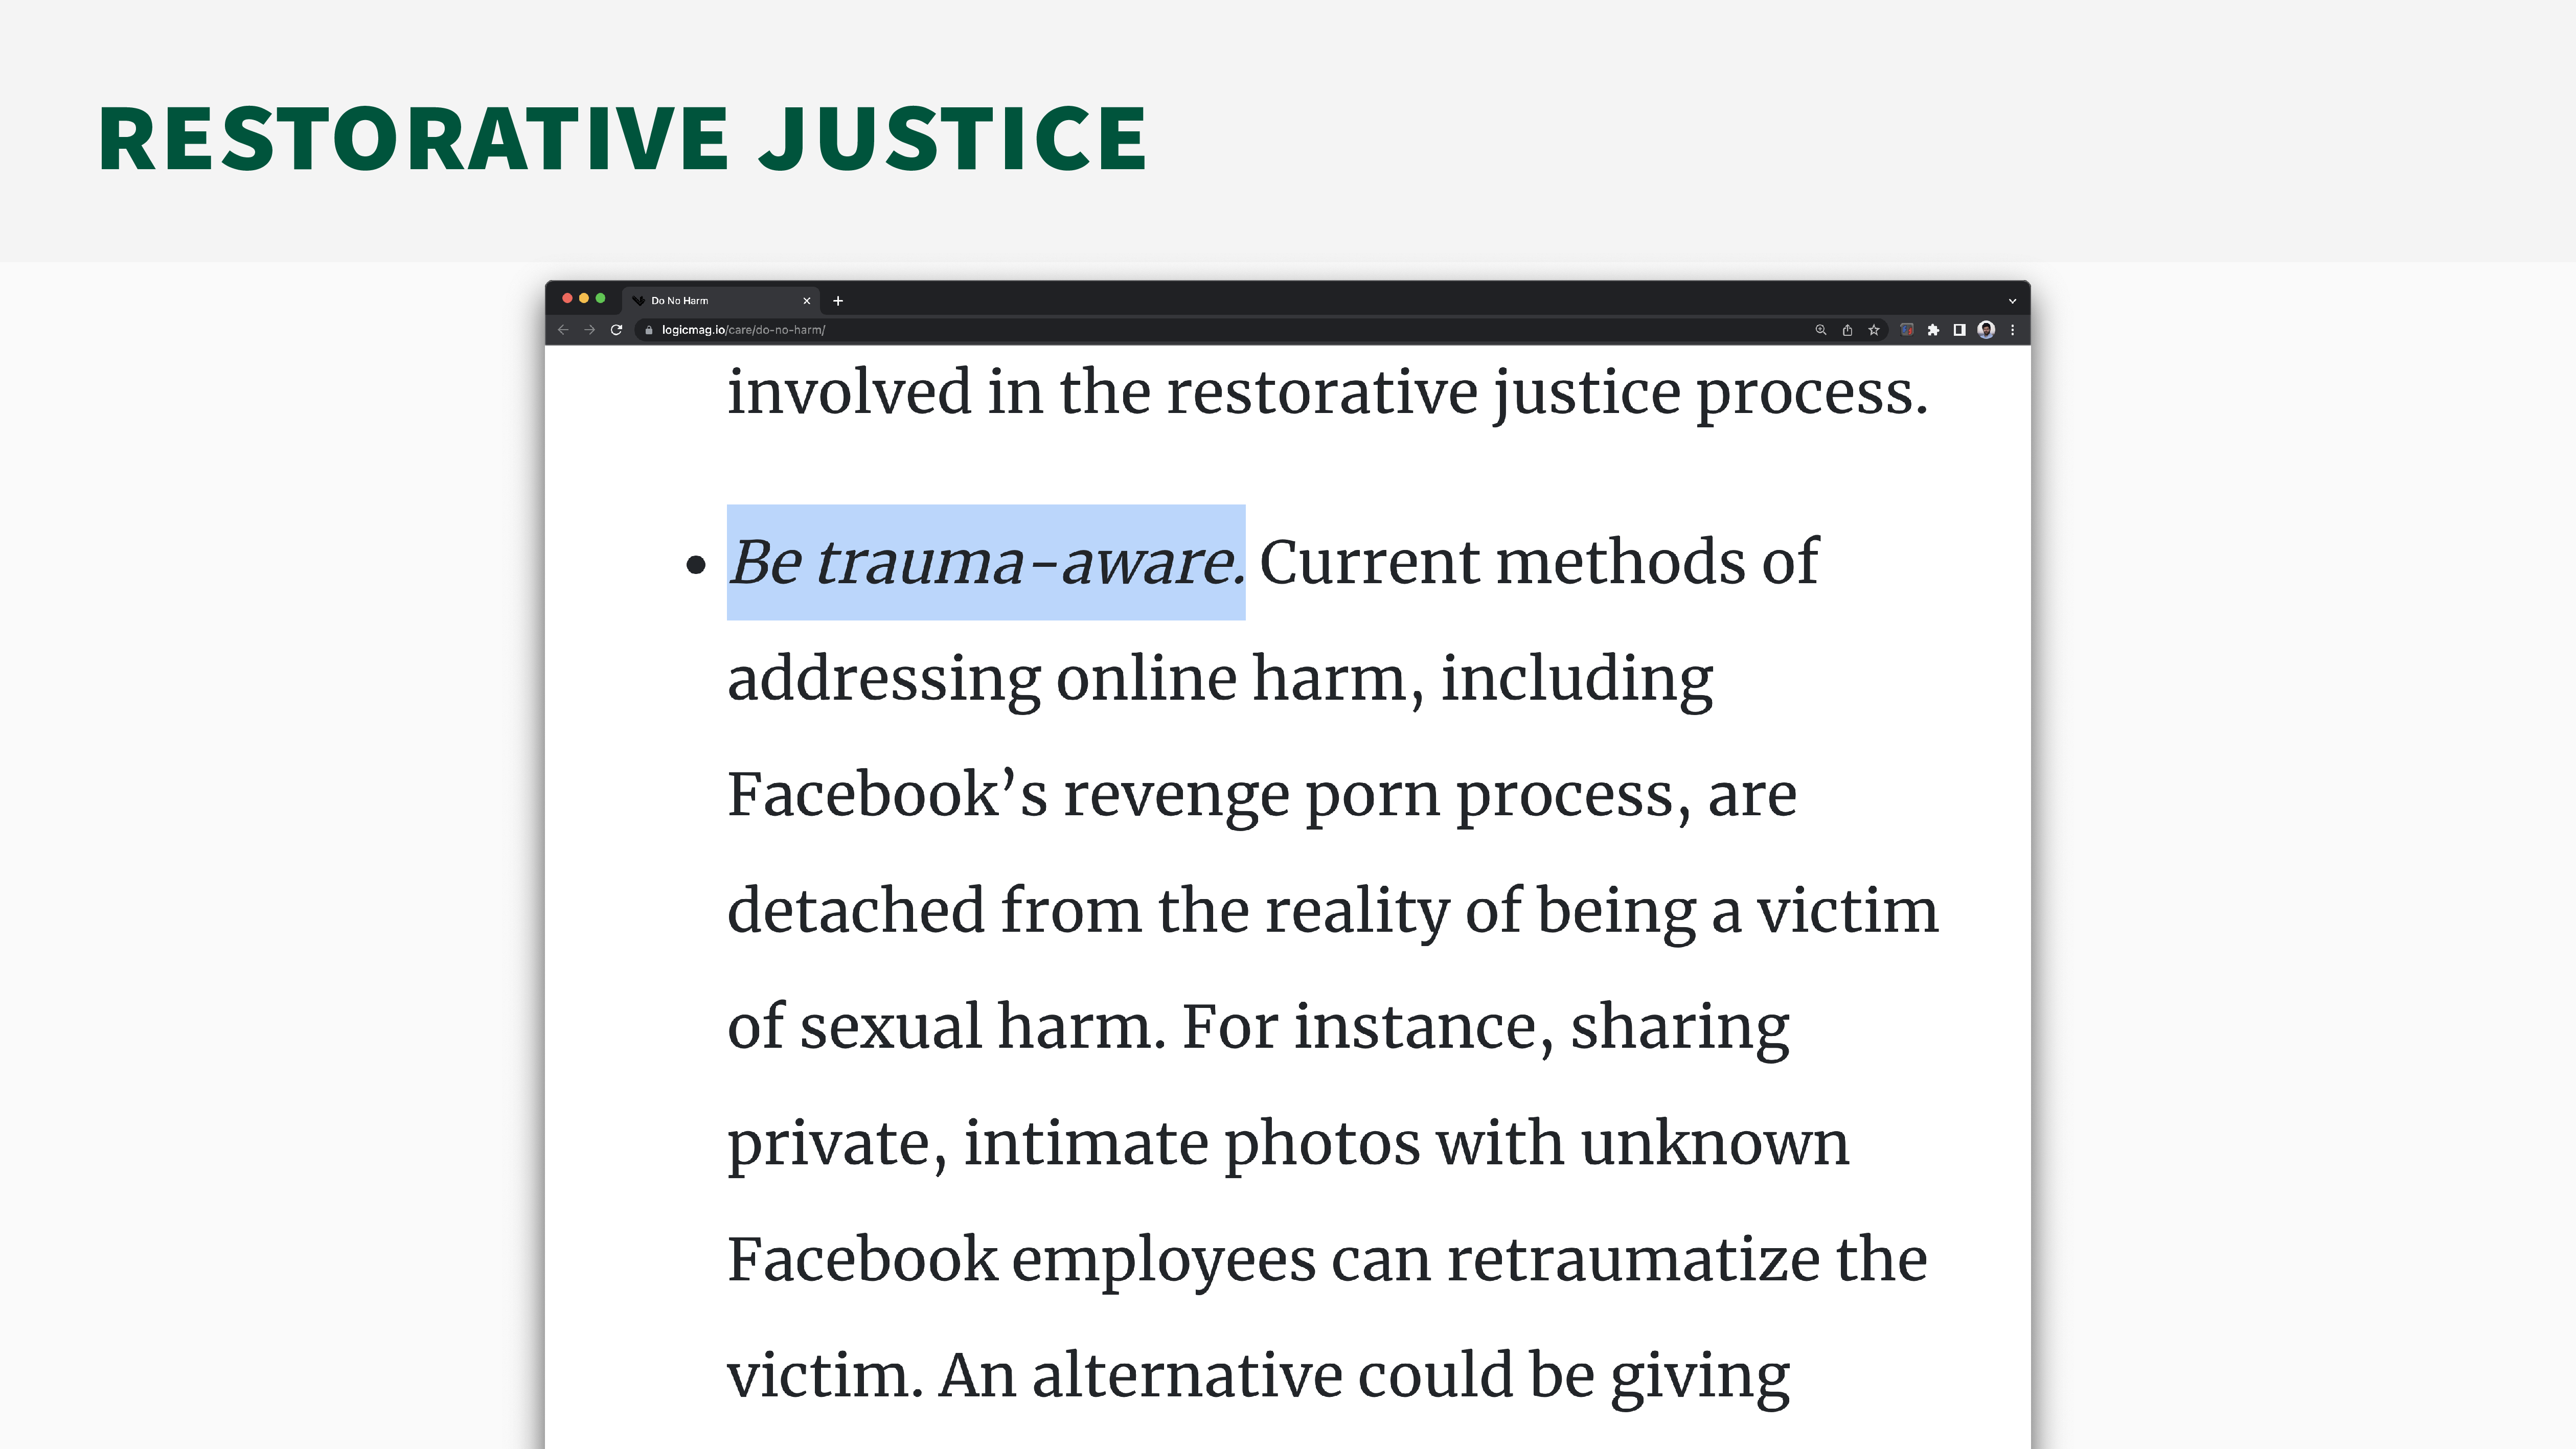 RESTORATIVE JUSTICE
Do No Harm
logicmag.io/care/do-no-harm/
involved in the restorative justice process.
• Be trauma-aware. Current methods of
addressing online harm, including
Facebook’s revenge porn process, are
detached from the reality of being a victim
of sexual harm. For instance, sharing
private, intimate photos with unknown
Facebook employees can retraumatize the
victim. An alternative could be giving